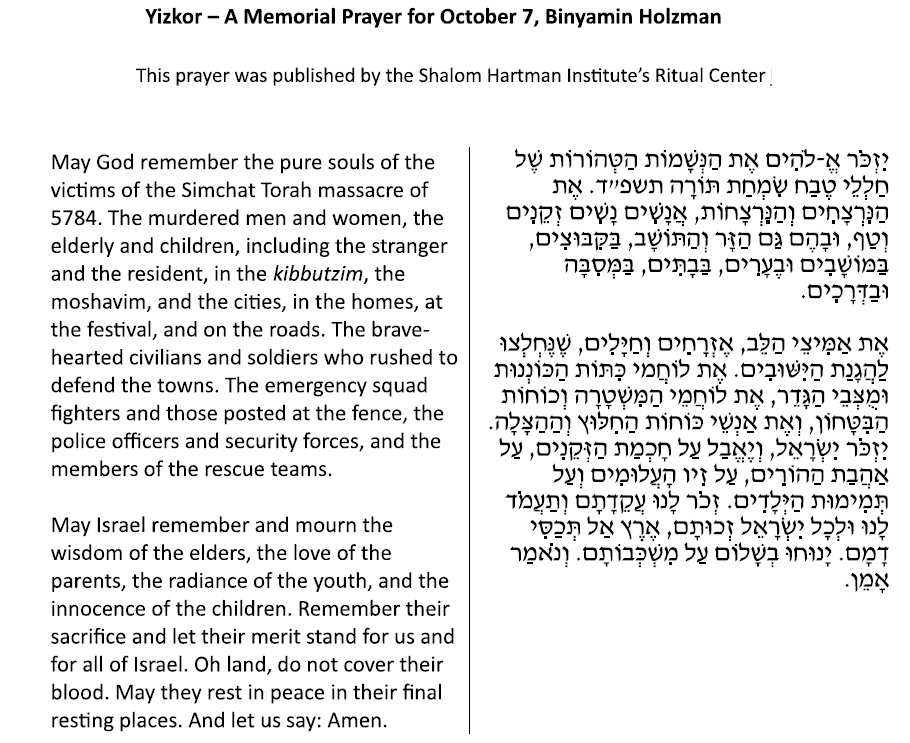 Yizkor – A Memorial Prayer for October 7, Binyamin Holzman
This prayer was published by the Shalom Hartman Institute’s Ritual Center
May God remember the pure souls of the
victims of the Simchat Torah massacre of
5784. The murdered men and women, the
elderly and children, including the stranger
and the resident, in the kibbutzim, the
moshavim, and the cities, in the homes, at
the festival, and on the roads. The brave-
hearted civilians and soldiers who rushed to
defend the towns. The emergency squad
fighters and those posted at the fence, the
police officers and security forces, and the
members of the rescue teams.
May Israel remember and mourn the
wisdom of the elders, the love of the
parents, the radiance of the youth, and the
innocence of the children. Remember their
sacrifice and let their merit stand for us and
for all of Israel. Oh land, do not cover their
blood. May they rest in peace in their final
resting places. And let us say: Amen.
יִזְכֹּר אֱ-לֹהִים אֶת הַנְּשָׁמוֹת הַטְּהוֹרוֹת שֶׁל
חַלְלֵי טֶבַח שִׂמְחַת תּוֹרָה תשפ״ד. אֶת
הַנִּרְצָחִים וְהַנִּרְצָחוֹת, אֲנָשִׁים נָשִׁים זְקֵנִים
וְטַף, וּבָהֶם גַּם הַזָּר וְהַתּוֹשָׁב, בַּקִּבּוּצִים,
בַּמּוֹשָׁבִים וּבֶעָרִים, בַּבָּתִּים, בַּמְּסִבָּה
וּבַדְּרָכִים.
אֶת אַמִּיצֵי הַלֵּב, אֶזְרָחִים וְחַיָּלִים, שֶׁנֶּחְלְצוּ
לַהֲגָנַת הַיִּשּׁוּבִים. אֶת לוֹחֲמֵי כִּתּוֹת הַכּוֹנְנוּת
וּמֻצְּבֵי הַגָּדֵר, אֶת לוֹחֲמֵי הַמִּשְׁטָרָה וְכוֹחוֹת
הַבִּטָּחוֹן, וְאֶת אַנְשֵׁי כּוֹחוֹת הַחִלּוּץ וְהַהַצָּלָה.
יִזְכֹּר יִשְׂרָאֵל, וְיֶאֱבַל עַל חָכְמַת הַזְּקֵנִים, עַל
אַהֲבַת הַהוֹרִים, עַל זִיו הָעֲלוּמִים וְעַל
תְּמִימוּת הַיְּלָדִים. זְכֹר לָנוּ עֲקֵדָתָם וְתַעֲמֹד
לָנוּ וּלְכָל יִשְׂרָאֵל זְכוּתָם, אֶרֶץ אַל תְּכַסִּי
דָמָם. יָנוּחוּ בְשָׁלוֹם עַל מִשְׁכְּבוֹתָם. וְנֹאמַר
אָמֵן.